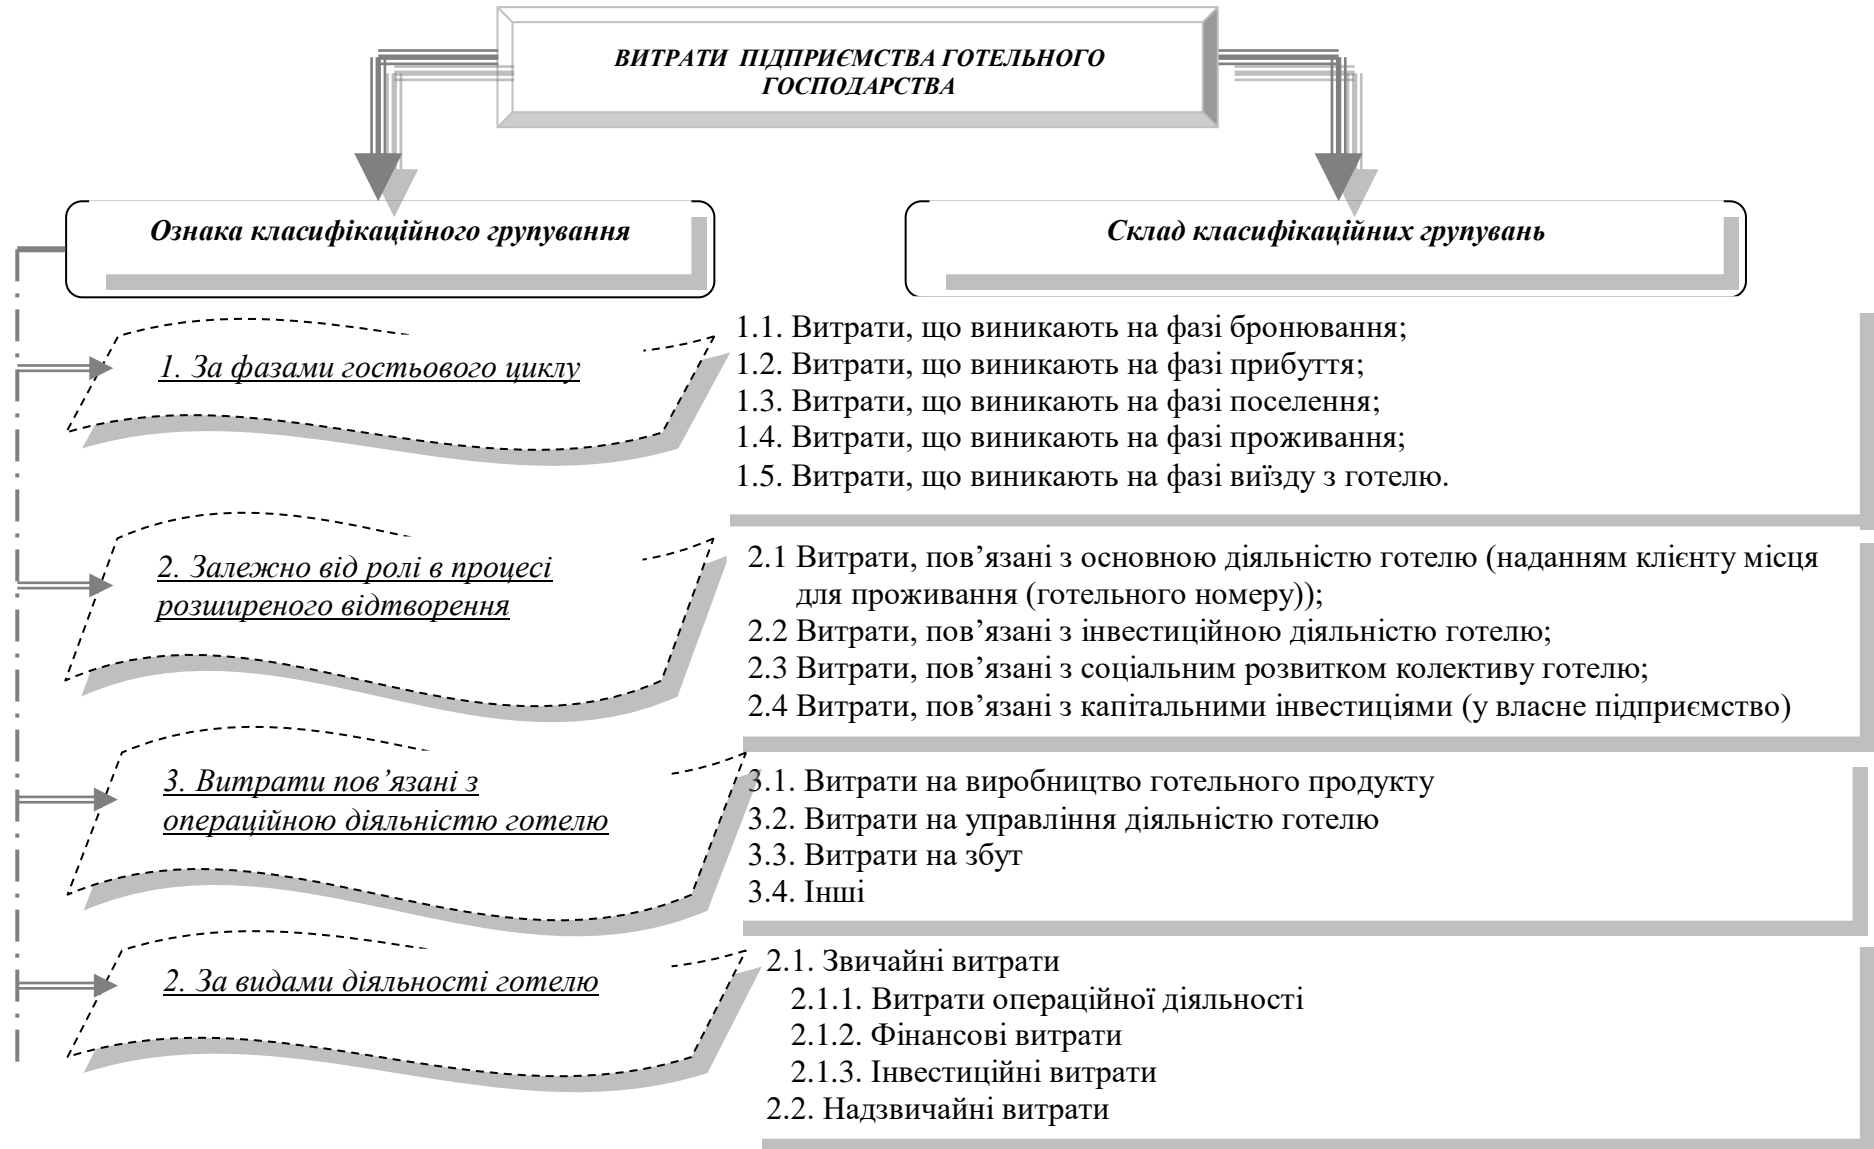 ВИТРАТИ ПІДПРИЄМСТВА ГОТЕЛЬНОГО
ГОСПОДАРСТВА
Ознака класифікаційного групування
Склад класифікаційних групувань
1. За фазами гостьового циклу
1.1. Витрати, що виникають на фазі бронювання;
1.2. Витрати, що виникають на фазі прибуття;
1.3. Витрати, що виникають на фазі поселення;
1.4. Витрати, що виникають на фазі проживання;
1.5. Витрати, що виникають на фазі виїзду з готелю.
2. Залежно від ролі в процесі
розширеного відтворення
2.1 Витрати, пов’язані з основною діяльністю готелю (наданням клієнту місця
для проживання (готельного номеру));
2.2 Витрати, пов’язані з інвестиційною діяльністю готелю;
2.3 Витрати, пов’язані з соціальним розвитком колективу готелю;
2.4 Витрати, пов’язані з капітальними інвестиціями (у власне підприємство)
3. Витрати пов’язані з
операційною діяльністю готелю
3.1. Витрати на виробництво готельного продукту
3.2. Витрати на управління діяльністю готелю
3.3. Витрати на збут
3.4. Інші
2. За видами діяльності готелю
2.1. Звичайні витрати
2.1.1. Витрати операційної діяльності
2.1.2. Фінансові витрати
2.1.3. Інвестиційні витрати
2.2. Надзвичайні витрати